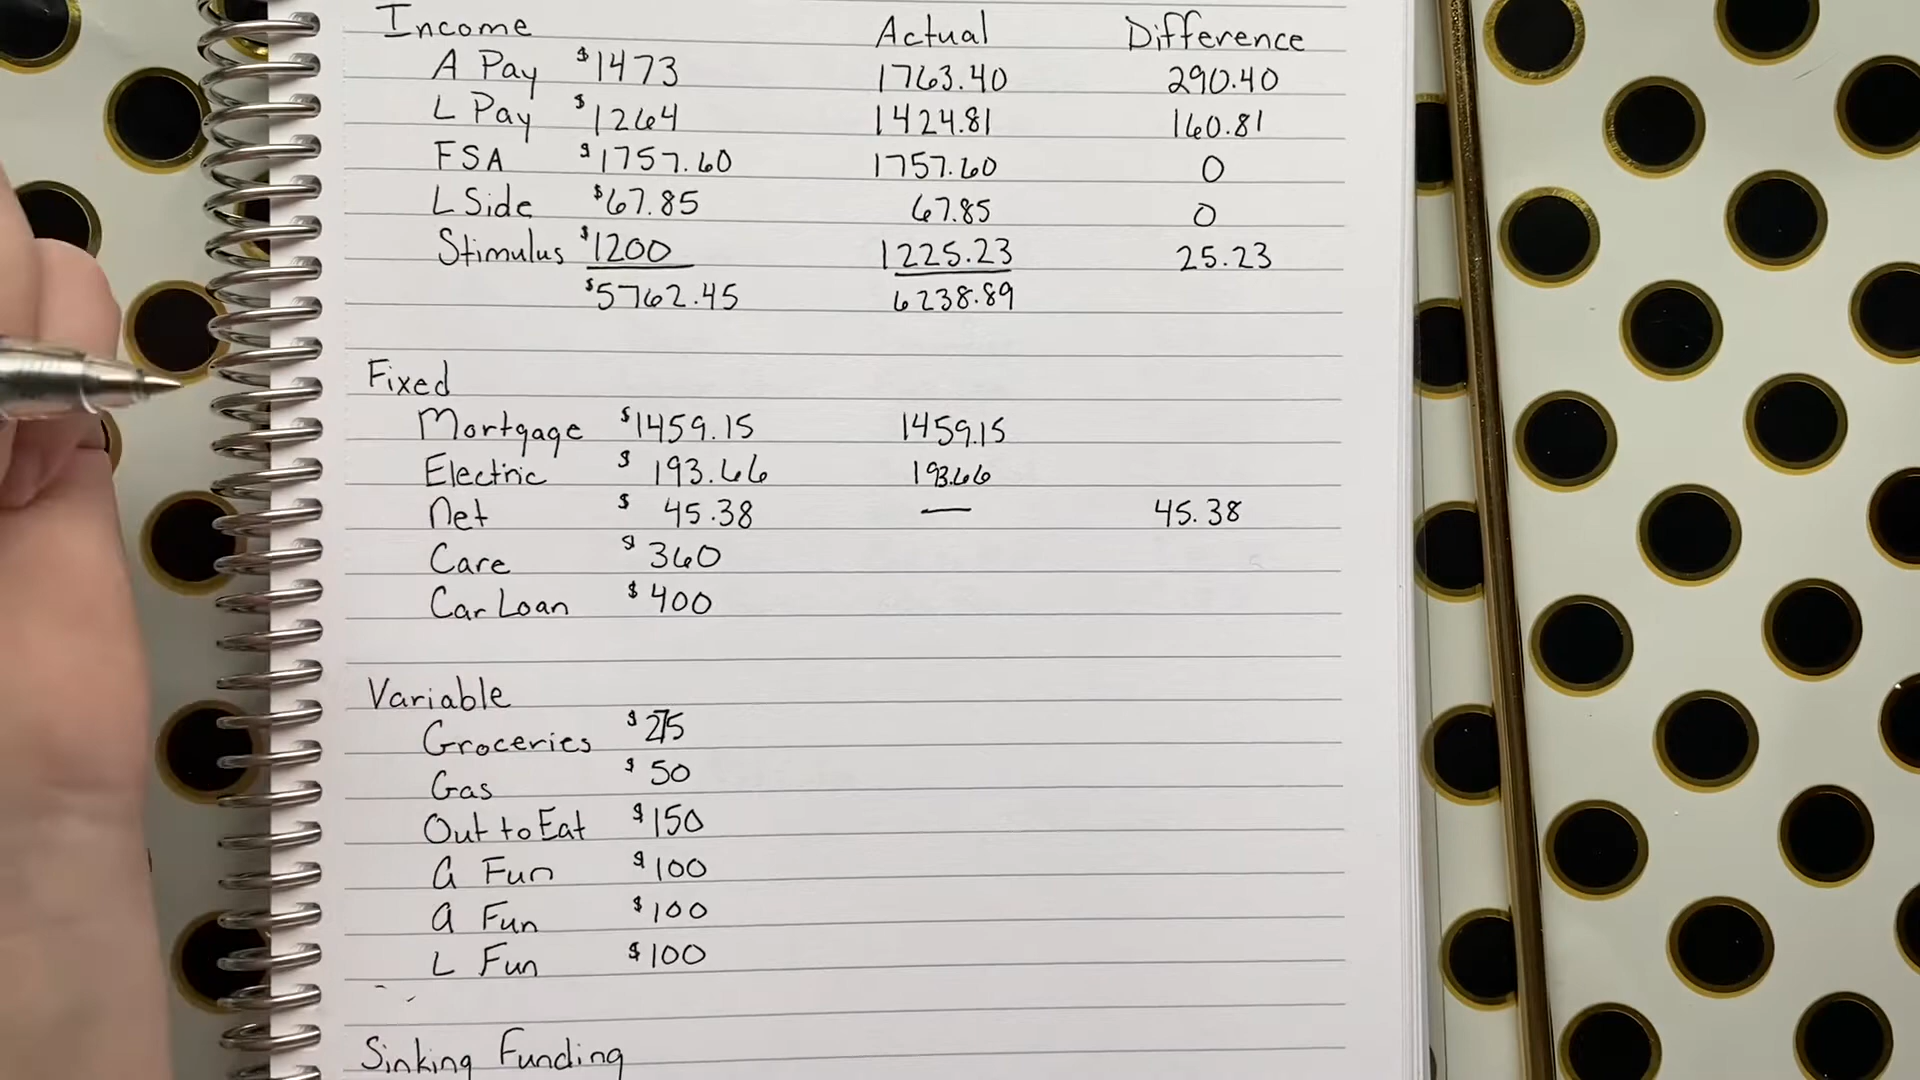 Income Actual Difference
A Pay $1473 1763.40 290.40
L Pay $1264 1424.81 160.81
FSA $1757.60 1757.60 0
L Side $67.85 67.85 0
Stimulus $1200 1225.23 25.23
$5762.45 6238.89
Fixed
Mortgage $1459.15 1459.15
Electric $193.66 193.66
Net $45.38 — 45.38
Care $360
Car Loan $400
Variable
Groceries $275
Gas $50
Out to Eat $150
A Fun $100
A Fun $100
L Fun $100
Sinking Funding